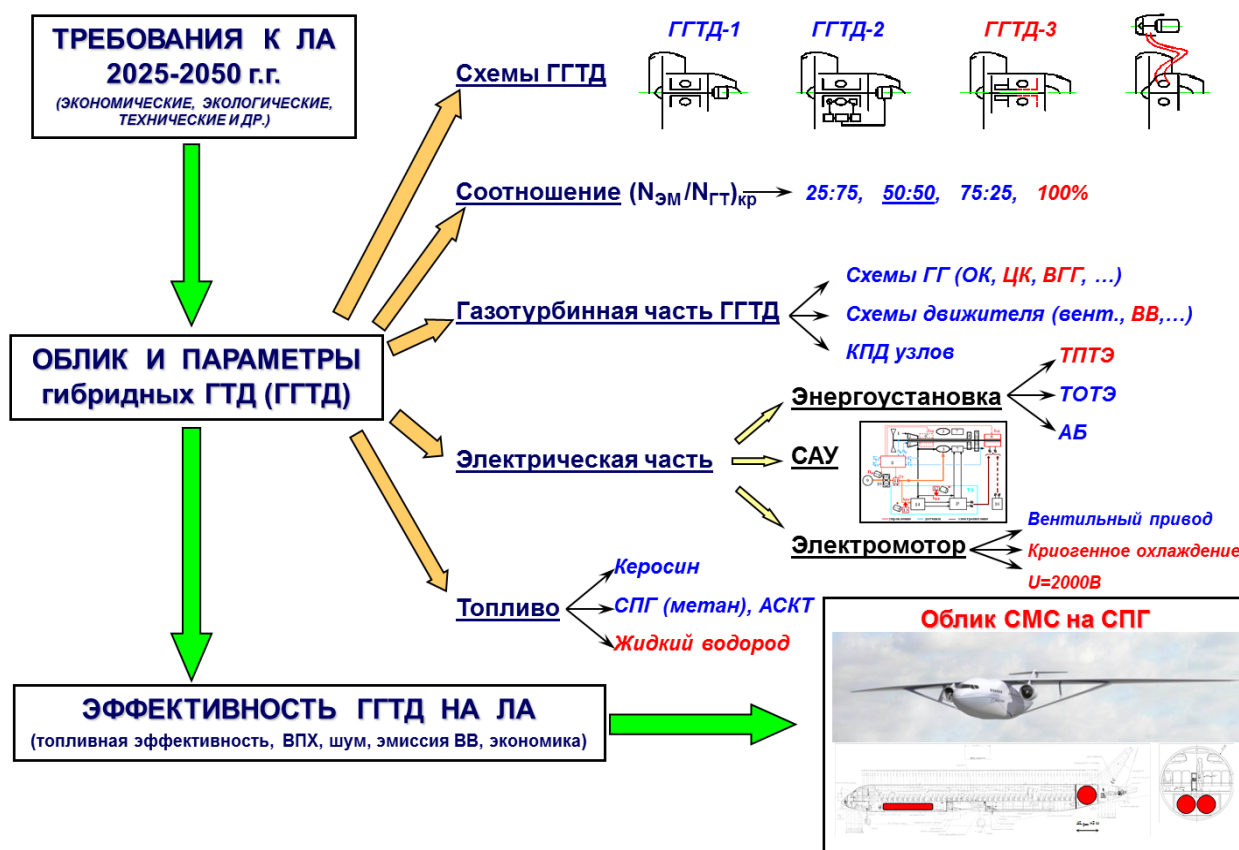 ТРЕБОВАНИЯ К ЛА
2025-2050 г.г.
(ЭКОНОМИЧЕСКИЕ, ЭКОЛОГИЧЕСКИЕ,
ТЕХНИЧЕСКИЕ И ДР.)
ГГТД-1
ГГТД-2
ГГТД-3
Схемы ГГТД
Соотношение (NЭМ/NГТ)кр
25:75, 50:50, 75:25, 100%
Газотурбинная часть ГГТД
Схемы ГГ (ОК, ЦК, ВГГ, ...)
Схемы движителя (вент., ВВ,...)
КПД узлов
ОБЛИК И ПАРАМЕТРЫ
гибридных ГТД (ГГТД)
Электрическая часть
Энергоустановка
ТПТЭ
ТОТЭ
АБ
САУ
Электромотор
Вентильный привод
Криогенное охлаждение
U=2000В
Топливо
Керосин
СПГ (метан), АСКТ
Жидкий водород
ЭФФЕКТИВНОСТЬ ГГТД НА ЛА
(топливная эффективность, ВПХ, шум, эмиссия ВВ, экономика)
Облик СМС на СПГ